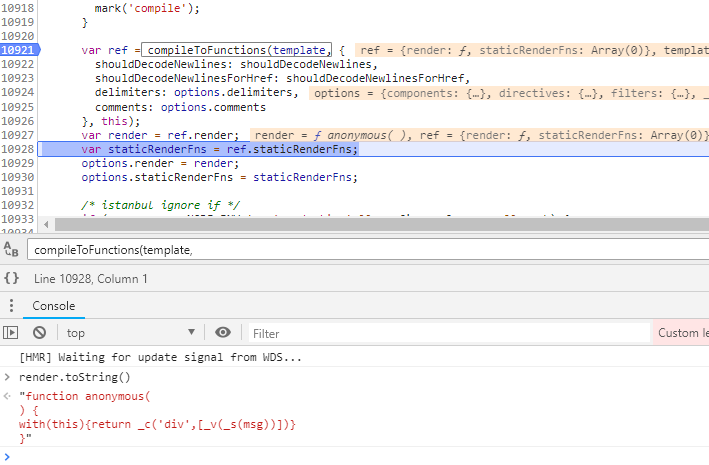 10918 mark('compile');
10919 }
10920
10921 var ref = compileToFunctions(template, { ref = {render: ƒ, staticRenderFns: Array(0)}, templat
10922 shouldDecodeNewlines: shouldDecodeNewlines,
10923 shouldDecodeNewlinesForHref: shouldDecodeNewlinesForHref,
10924 delimiters: options.delimiters, options = {components: {…}, directives: {…}, filters: {…}, _
10925 comments: options.comments
10926 }, this);
10927 var render = ref.render; render = ƒ anonymous( ), ref = {render: ƒ, staticRenderFns: Array(0)}
10928 var staticRenderFns = ref.staticRenderFns;
10929 options.render = render;
10930 options.staticRenderFns = staticRenderFns;
10931
10932 /* istanbul ignore if */
10933
compileToFunctions(template,
{} Line 10928, Column 1
Console
top Filter Custom le
[HMR] Waiting for update signal from WDS...
> render.toString()
"function anonymous(
) {
with(this){return _c('div',[_v(_s(msg))])}
}"
>